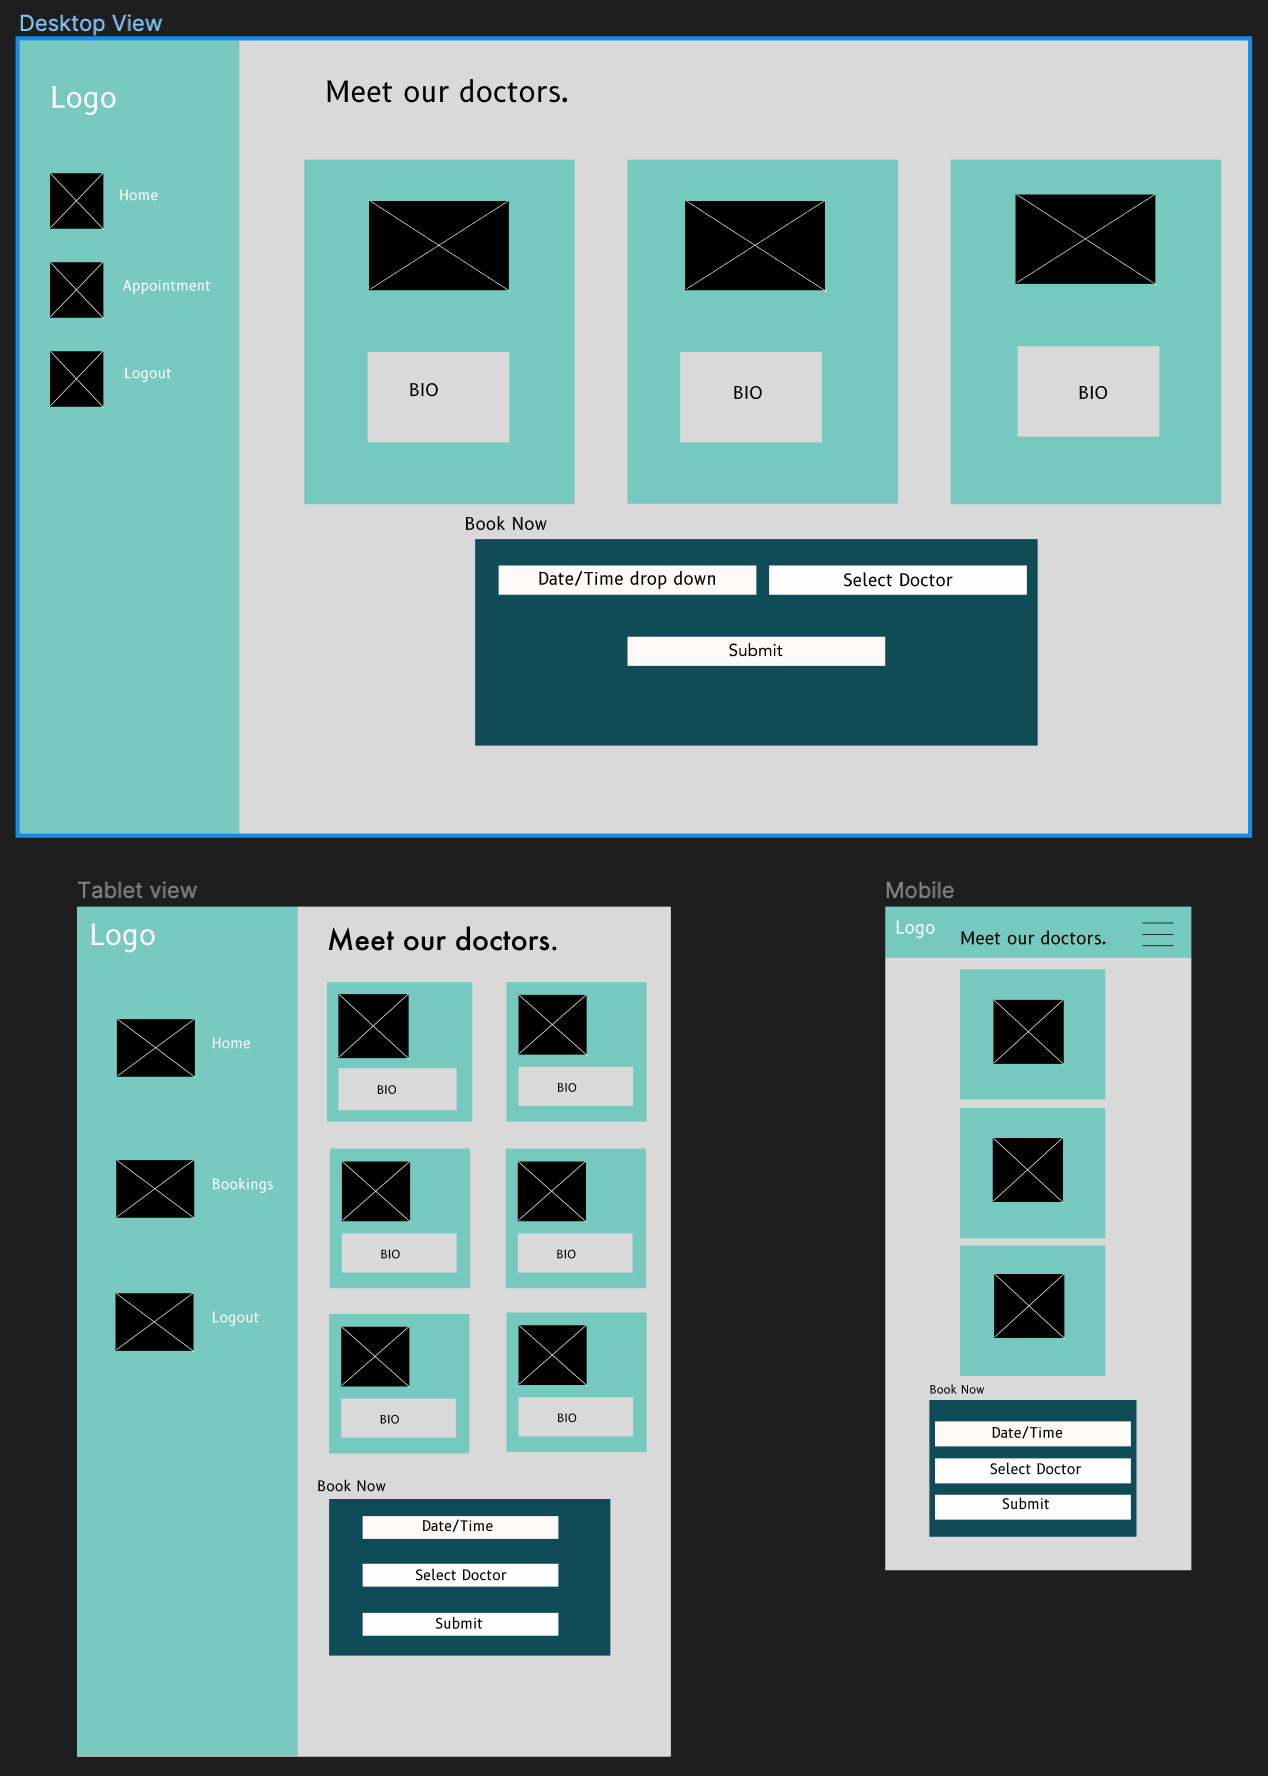 Desktop View
Logo
Home
Appointment
Logout
Meet our doctors.
BIO
BIO
BIO
Book Now
Date/Time drop down
Select Doctor
Submit
Tablet view
Logo
Home
Bookings
Logout
Meet our doctors.
BIO
BIO
BIO
BIO
BIO
BIO
Book Now
Date/Time
Select Doctor
Submit
Mobile
Logo
Meet our doctors.
Book Now
Date/Time
Select Doctor
Submit